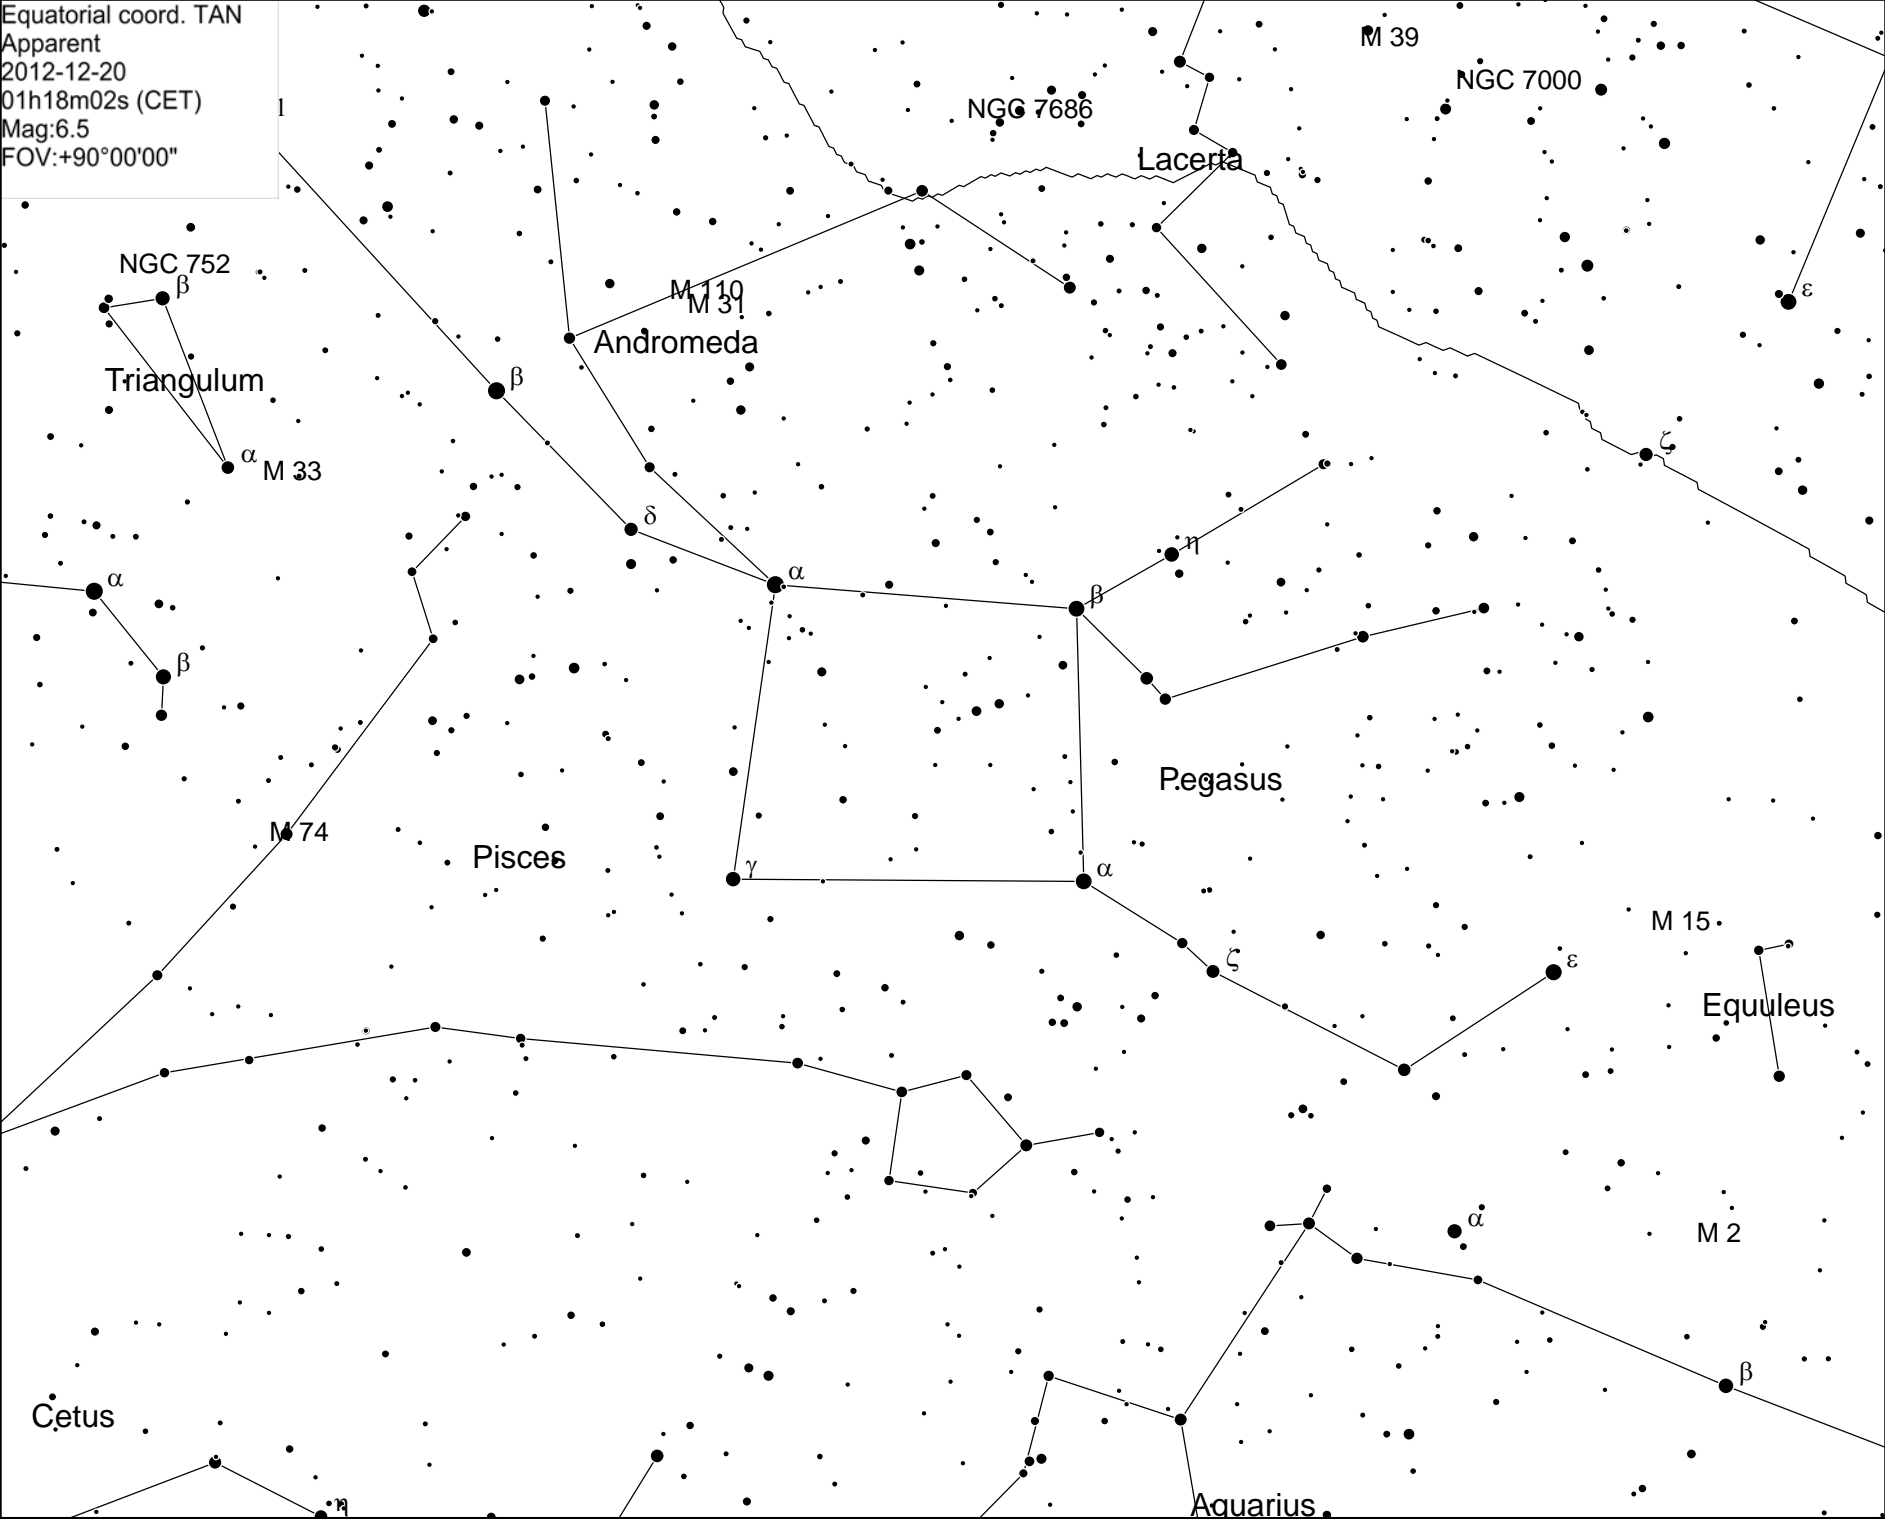 Equatorial coord. TAN
Apparent
2012-12-20
01h18m02s (CET)
Mag:6.5
FOV:+90°00'00"
M 39
NGC 7000
NGC 7686
Lacerta
NGC 752
β
M 110
M 31
ε
Andromeda
Triangulum
β
α
M 33
ζ
δ
η
α
α
β
β
Pegasus
M 74
Pisces
γ
α
M 15
ζ
ε
Equuleus
α
M 2
β
Cetus
η
Aquarius